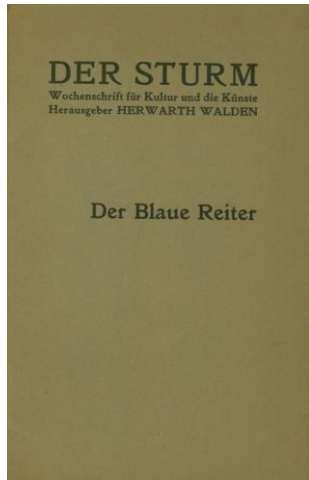 DER STURM
Wochenschrift für Kultur und die Künste
Herausgeber HERWARTH WALDEN
Der Blaue Reiter